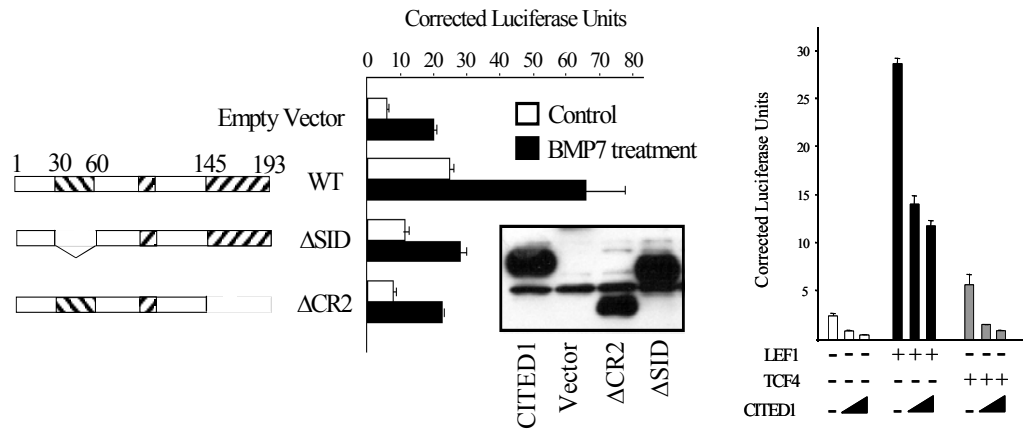 Corrected Luciferase Units
0 10 20 30 40 50 60 70 80
Empty Vector
Control
BMP7 treatment
1 30 60 145 193
WT
ΔSID
ΔCR2
CITED1
Vector
ΔCR2
ΔSID
Corrected Luciferase Units
30
25
20
15
10
5
LEF1 - - - + + + - - -
TCF4 - - - - - - + + +
CITED1 - - -